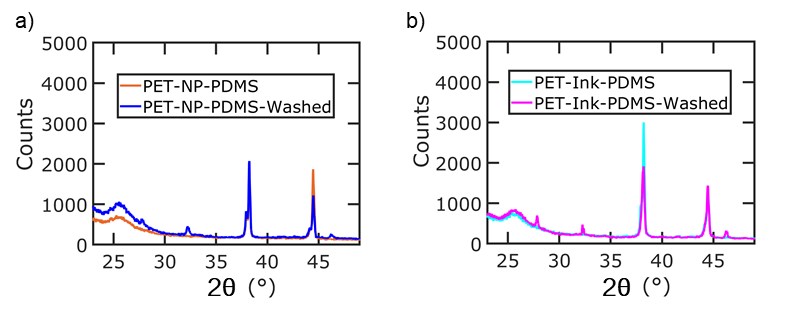 a)
5000
4000
3000
2000
1000
0
Counts
PET-NP-PDMS
PET-NP-PDMS-Washed
25 30 35 40 45
2θ (°)
b)
5000
4000
3000
2000
1000
0
Counts
PET-Ink-PDMS
PET-Ink-PDMS-Washed
25 30 35 40 45
2θ (°)